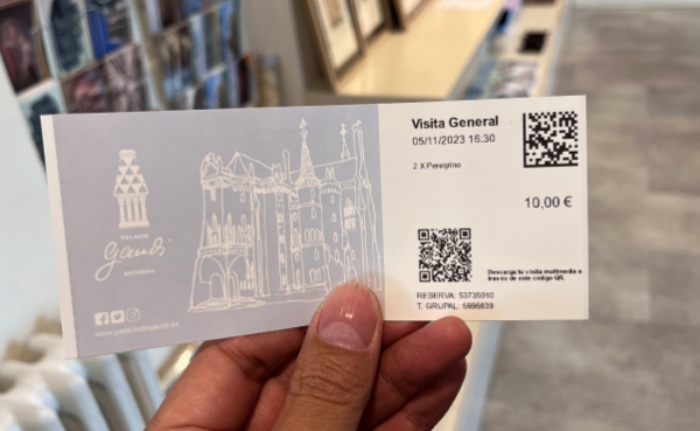 PALACIO
gaudí
ASTORGA
www.palaciodegaudi.es
Visita General
05/11/2023 16:30
2 X Peregrino
10,00 €
Descarga tu visita multimedia a
través de este código QR.
RESERVA: 53735010
T. GRUPAL: 5896839